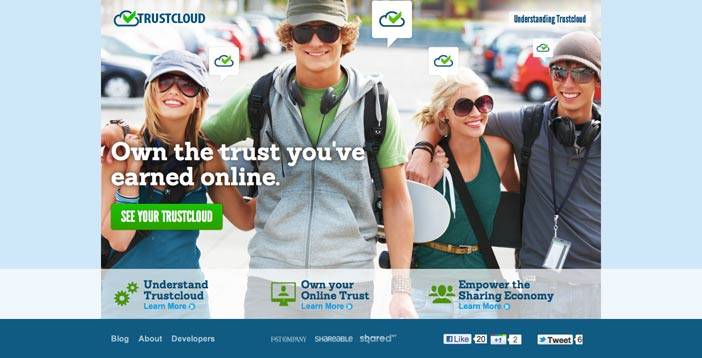 TRUSTCLOUD
Understanding Trustcloud
Own the trust you've
earned online.
SEE YOUR TRUSTCLOUD
Understand
Trustcloud
Learn More
Own your
Online Trust
Learn More
Empower the
Sharing Economy
Learn More
Blog About Developers
FAST COMPANY SHAREABLE shared
Like 20
+1 2
Tweet 6